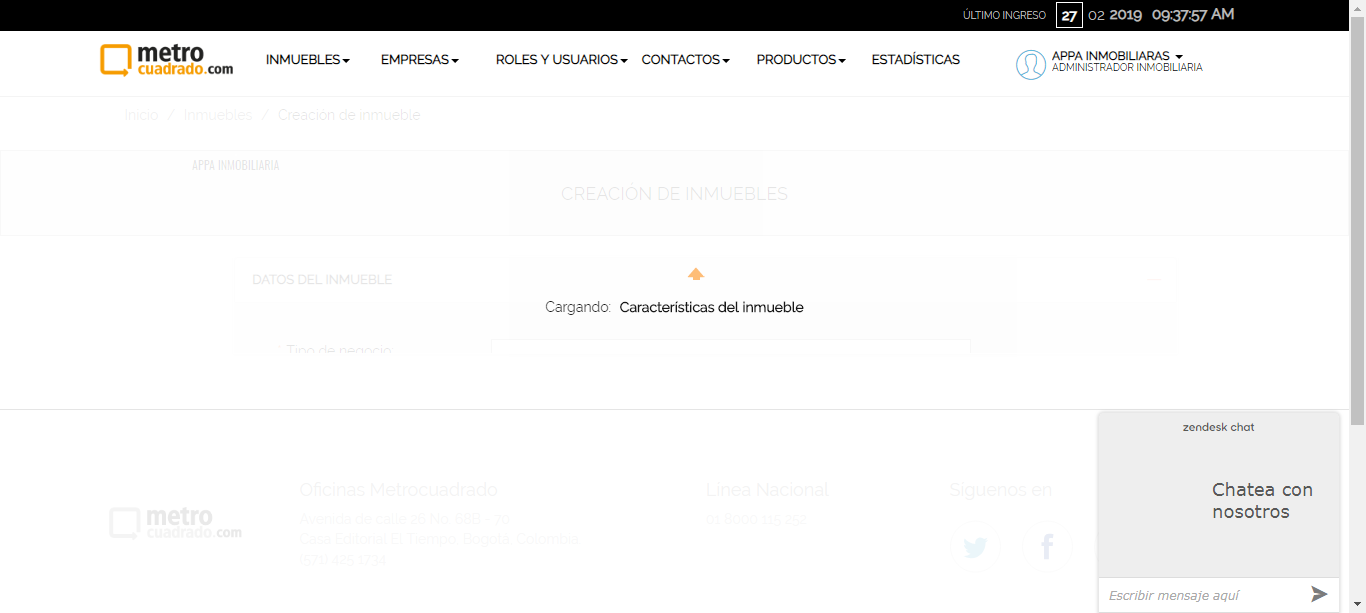 ÚLTIMO INGRESO 27 02 2019 09:37:57 AM
metro
cuadrado.com
INMUEBLES EMPRESAS ROLES Y USUARIOS CONTACTOS PRODUCTOS ESTADÍSTICAS
APPA INMOBILIARAS
ADMINISTRADOR INMOBILIARIA
Inicio / Inmuebles / Creación de inmueble
APPA INMOBILIARIA
CREACIÓN DE INMUEBLES
DATOS DEL INMUEBLE
Cargando: Características del inmueble
Tipo de negocio
zendesk chat
Chatea con
nosotros
Escribir mensaje aquí
metro
cuadrado.com
Oficinas Metrocuadrado
Avenida de calle 26 No. 68B - 70
Casa Editorial El Tiempo, Bogotá, Colombia.
(571) 425 1734
Línea Nacional
01 8000 115 252
Síguenos en